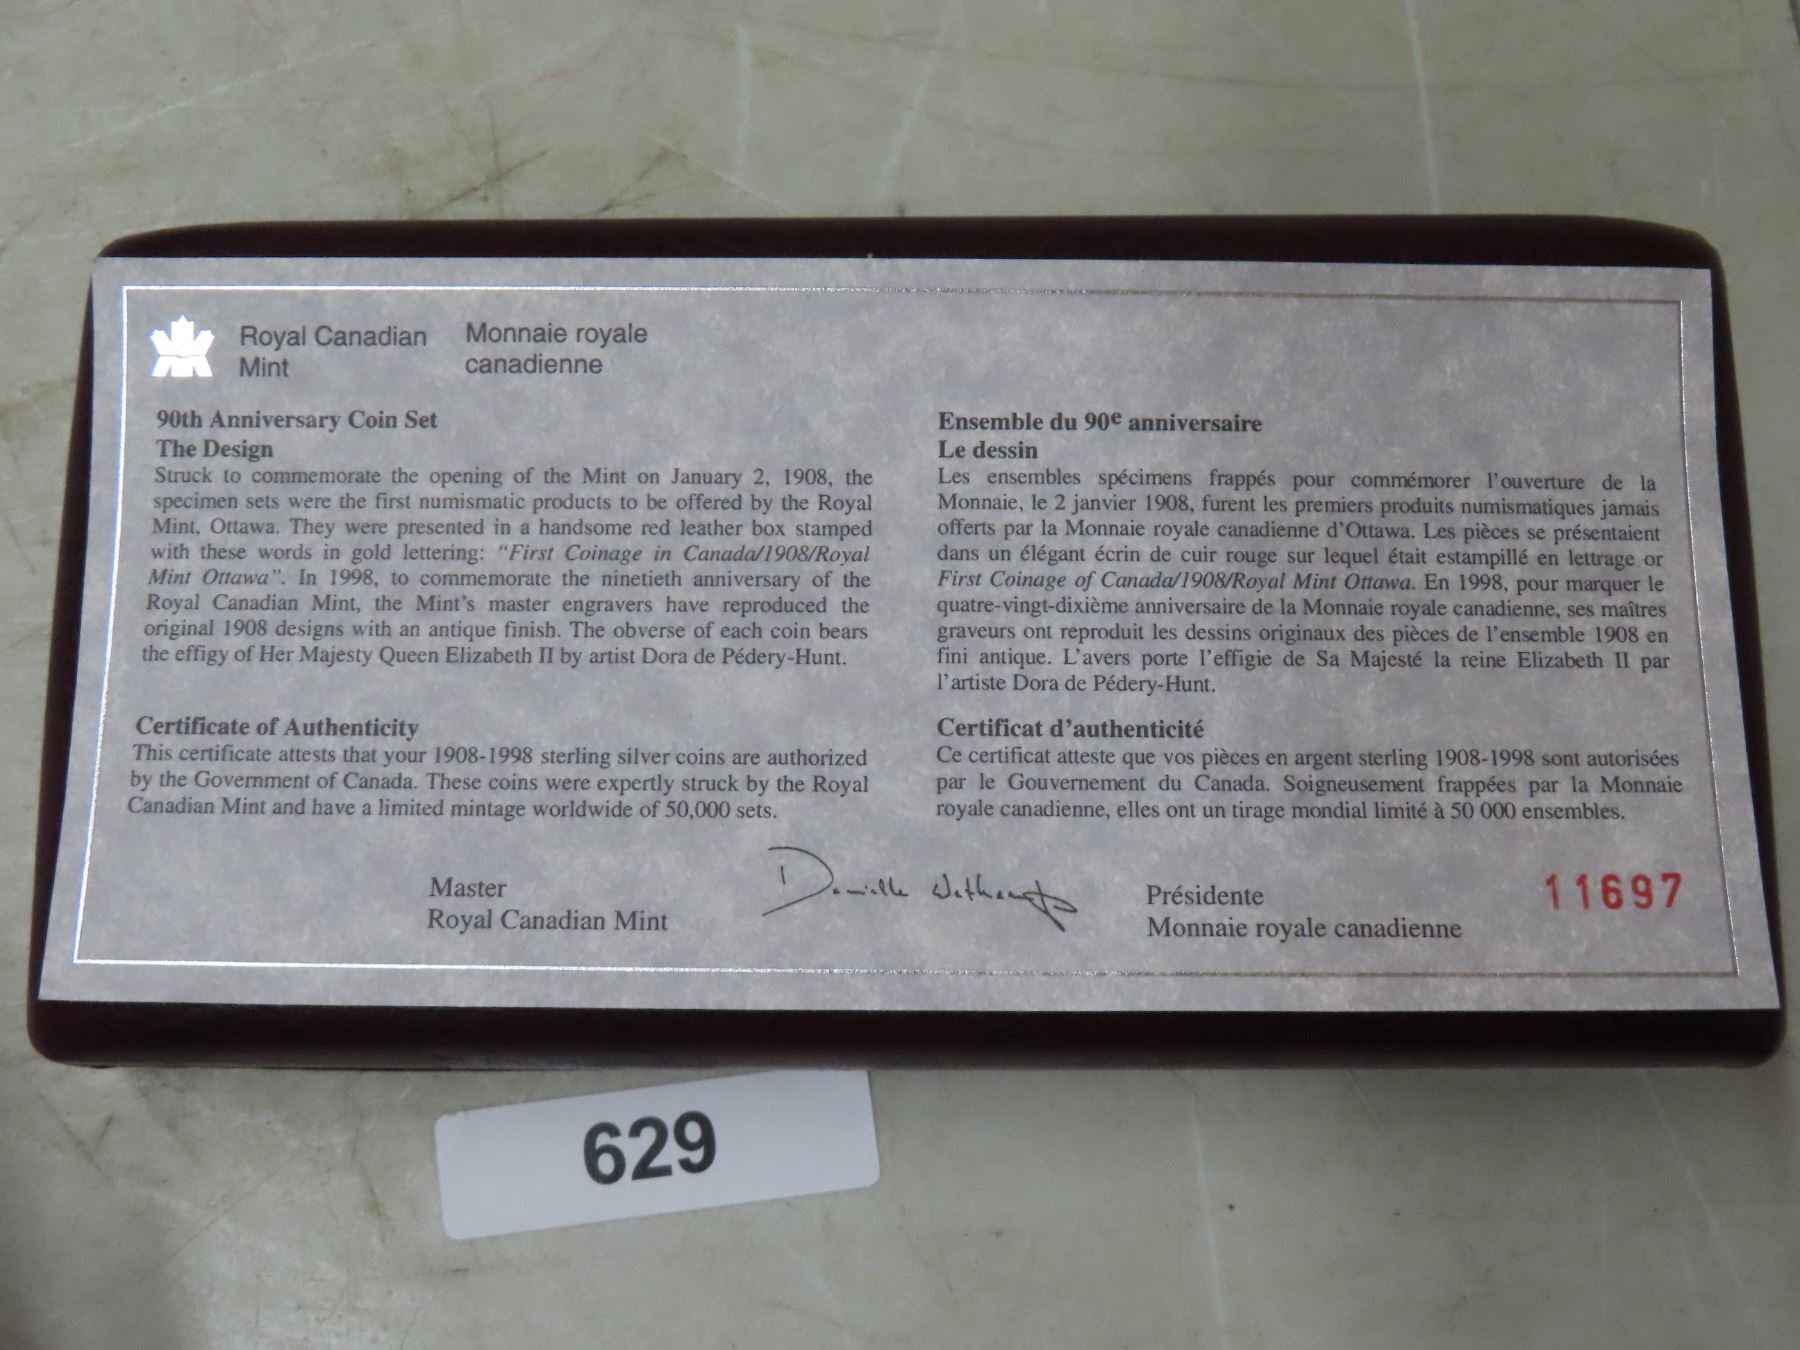 Royal Canadian
Mint
Monnaie royale
canadienne
90th Anniversary Coin Set
The Design
Struck to commemorate the opening of the Mint on January 2, 1908, the
specimen sets were the first numismatic products to be offered by the Royal
Mint, Ottawa. They were presented in a handsome red leather box stamped
with these words in gold lettering: "First Coinage in Canada/1908/Royal
Mint Ottawa". In 1998, to commemorate the ninetieth anniversary of the
Royal Canadian Mint, the Mint's master engravers have reproduced the
original 1908 designs with an antique finish. The obverse of each coin bears
the effigy of Her Majesty Queen Elizabeth II by artist Dora de Pédery-Hunt.
Certificate of Authenticity
This certificate attests that your 1908-1998 sterling silver coins are authorized
by the Government of Canada. These coins were expertly struck by the Royal
Canadian Mint and have a limited mintage worldwide of 50,000 sets.
Ensemble du 90e anniversaire
Le dessin
Les ensembles spécimens frappés pour commémorer l'ouverture de la
Monnaie, le 2 janvier 1908, furent les premiers produits numismatiques jamais
offerts par la Monnaie royale canadienne d'Ottawa. Les pièces se présentaient
dans un élégant écrin de cuir rouge sur lequel était estampillé en lettrage or
First Coinage of Canada/1908/Royal Mint Ottawa. En 1998, pour marquer le
quatre-vingt-dixième anniversaire de la Monnaie royale canadienne, ses maîtres
graveurs ont reproduit les dessins originaux des pièces de l'ensemble 1908 en
fini antique. L'avers porte l'effigie de Sa Majesté la reine Elizabeth II par
l'artiste Dora de Pédery-Hunt.
Certificat d'authenticité
Ce certificat atteste que vos pièces en argent sterling 1908-1998 sont autorisées
par le Gouvernement du Canada. Soigneusement frappées par la Monnaie
royale canadienne, elles ont un tirage mondial limité à 50 000 ensembles.
Master
Royal Canadian Mint
Danielle
Présidente
Monnaie royale canadienne
11697
629